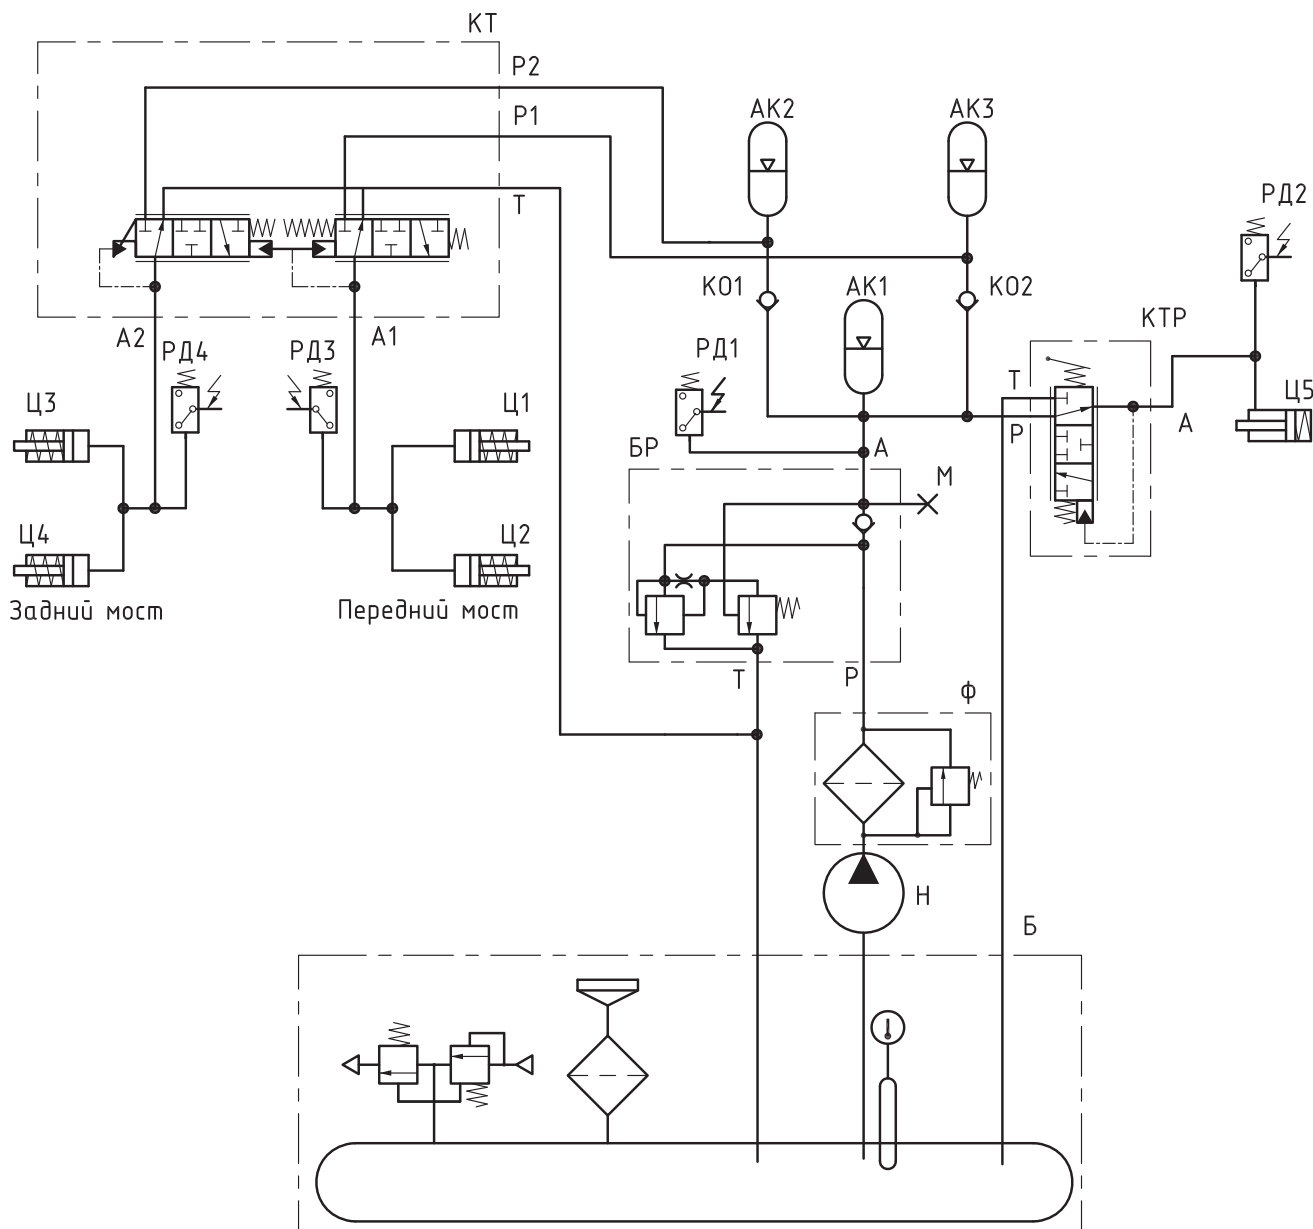 КТ
Р2
Р1
АК2
АК3
Т
РД2
КО1
АК1
КО2
КТР
А2
А1
РД4
РД3
РД1
Т
Ц3
Ц1
Ц5
Р
А
БР
А
М
Ц4
Ц2
Задний мост
Передний мост
Т
Р
Ф
Н
Б